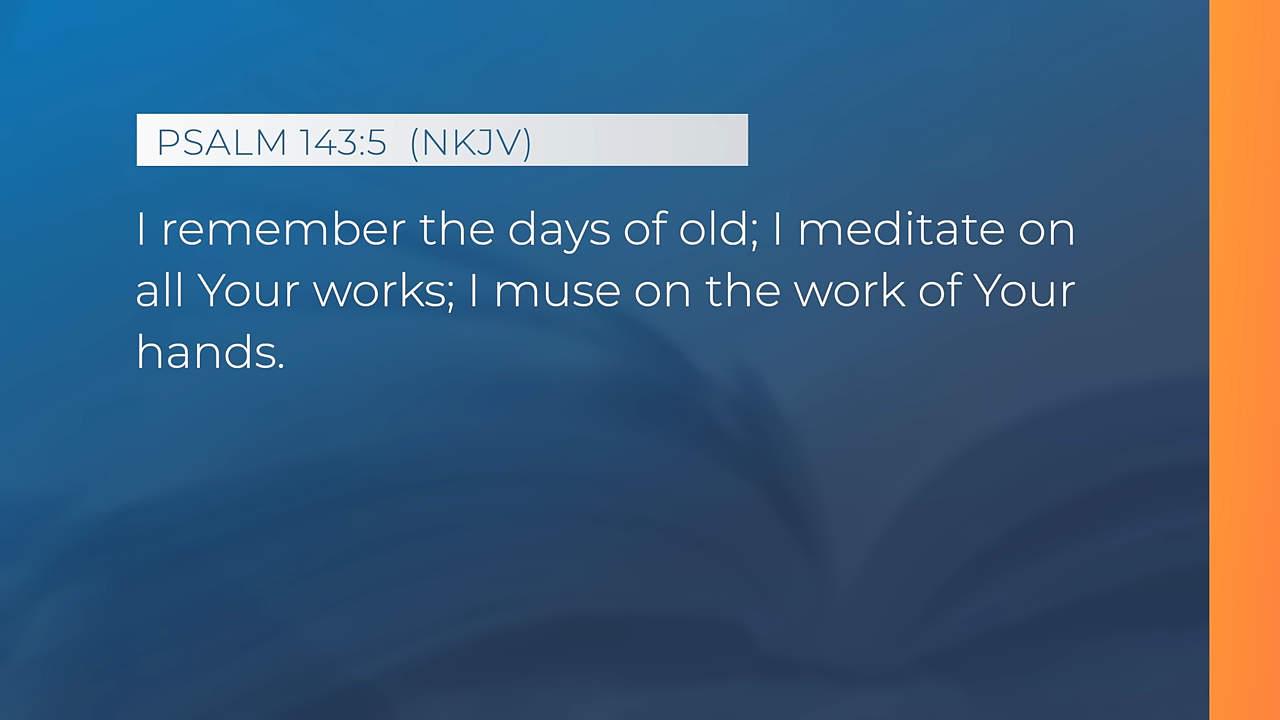 PSALM 143:5 (NKJV)
I remember the days of old; I meditate on
all Your works; I muse on the work of Your
hands.